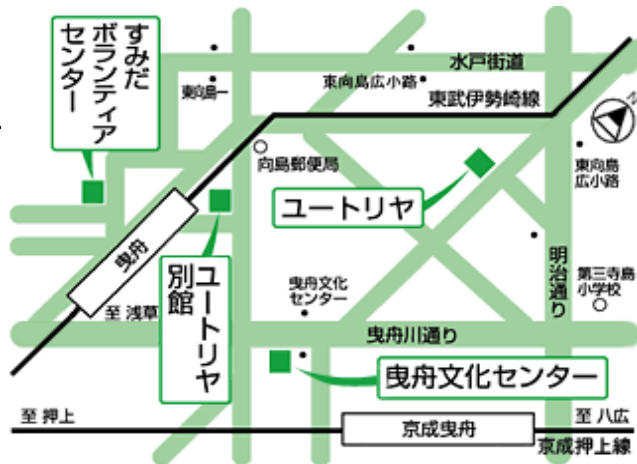 すみだ
ボランティア
センター
水戸街道
東向島一
東向島広小路
東武伊勢崎線
向島郵便局
東向島
広小路
ユートリヤ
曳舟
ユートリヤ
別館
明治通り
曳舟文化
センター
第三寺島
小学校
至 浅草
曳舟川通り
曳舟文化センター
至 押上
京成曳舟
至 八広
京成押上線